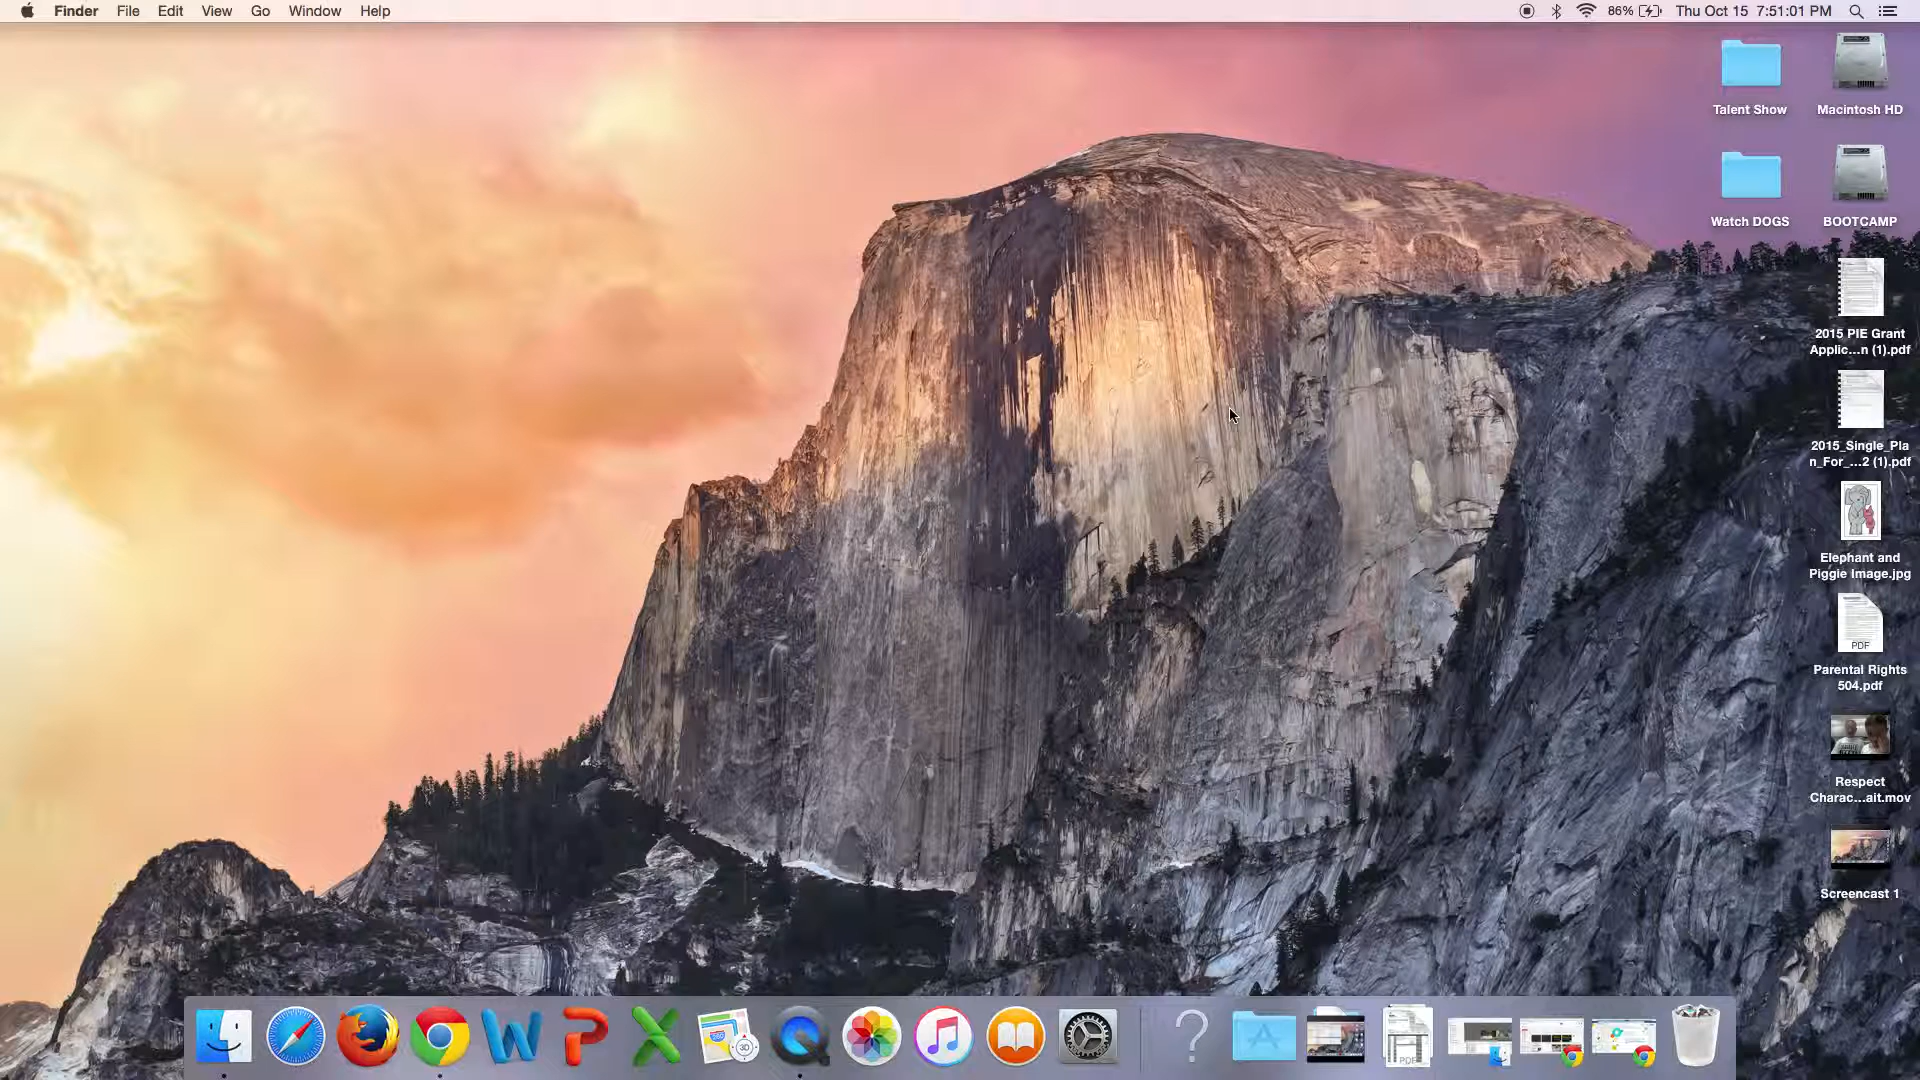 Finder File Edit View Go Window Help 86% Thu Oct 15 7:51:01 PM
Talent Show
Macintosh HD
Watch DOGS
BOOTCAMP
2015 PIE Grant
Applic...n (1).pdf
2015_Single_Pla
n_For_...2 (1).pdf
Elephant and
Piggie Image.jpg
PDF
Parental Rights
504.pdf
Respect
Charac...ait.mov
Screencast 1
PDF